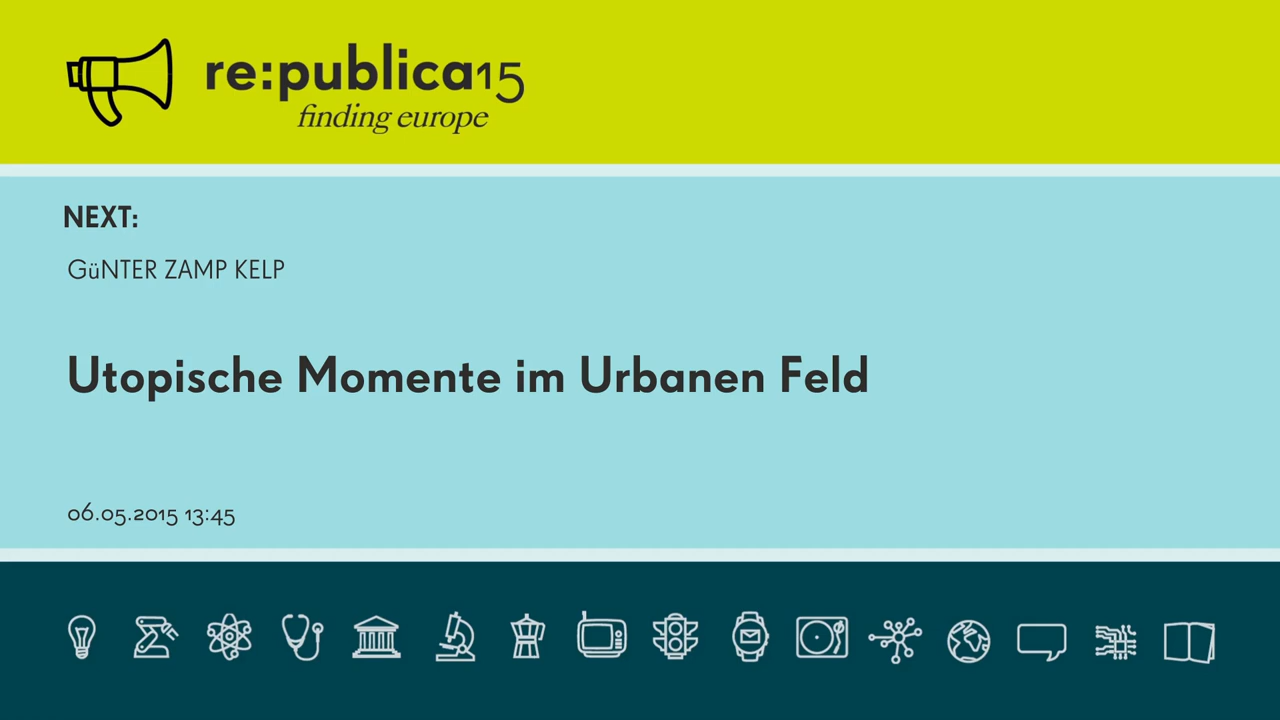 re:publica15
finding europe
NEXT:
GüNTER ZAMP KELP
Utopische Momente im Urbanen Feld
06.05.2015 13:45